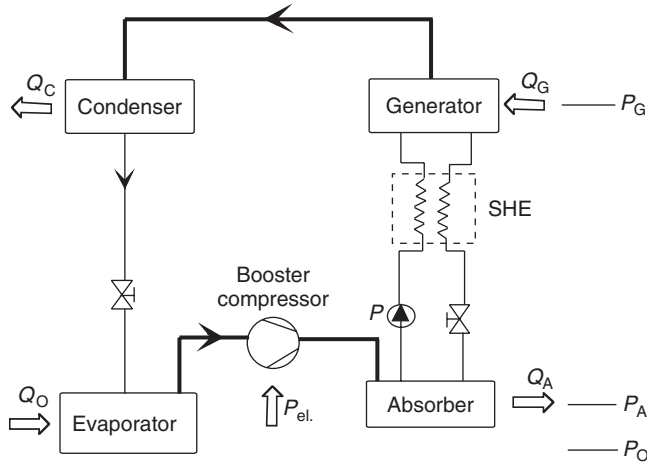 Q_C
Condenser
Generator
Q_G
P_G
SHE
Booster
compressor
P
Q_O
Evaporator
P_el.
Absorber
Q_A
P_A
P_O